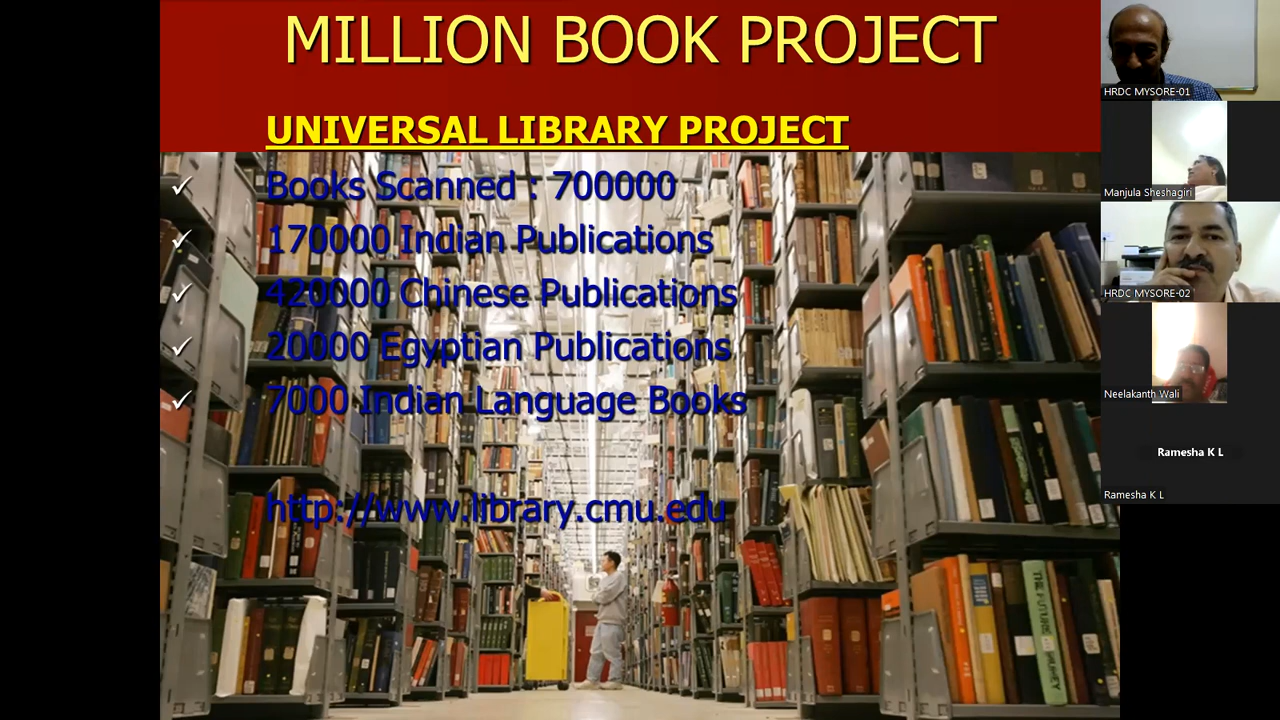 MILLION BOOK PROJECT
UNIVERSAL LIBRARY PROJECT
✓ Books Scanned : 700000
✓ 170000 Indian Publications
✓ 420000 Chinese Publications
✓ 20000 Egyptian Publications
✓ 7000 Indian Language Books
http://www.library.cmu.edu
HRDC MYSORE-01
Manjula Sheshagiri
HRDC MYSORE-02
Neelakanth Wali
Ramesha K L
Ramesha K L